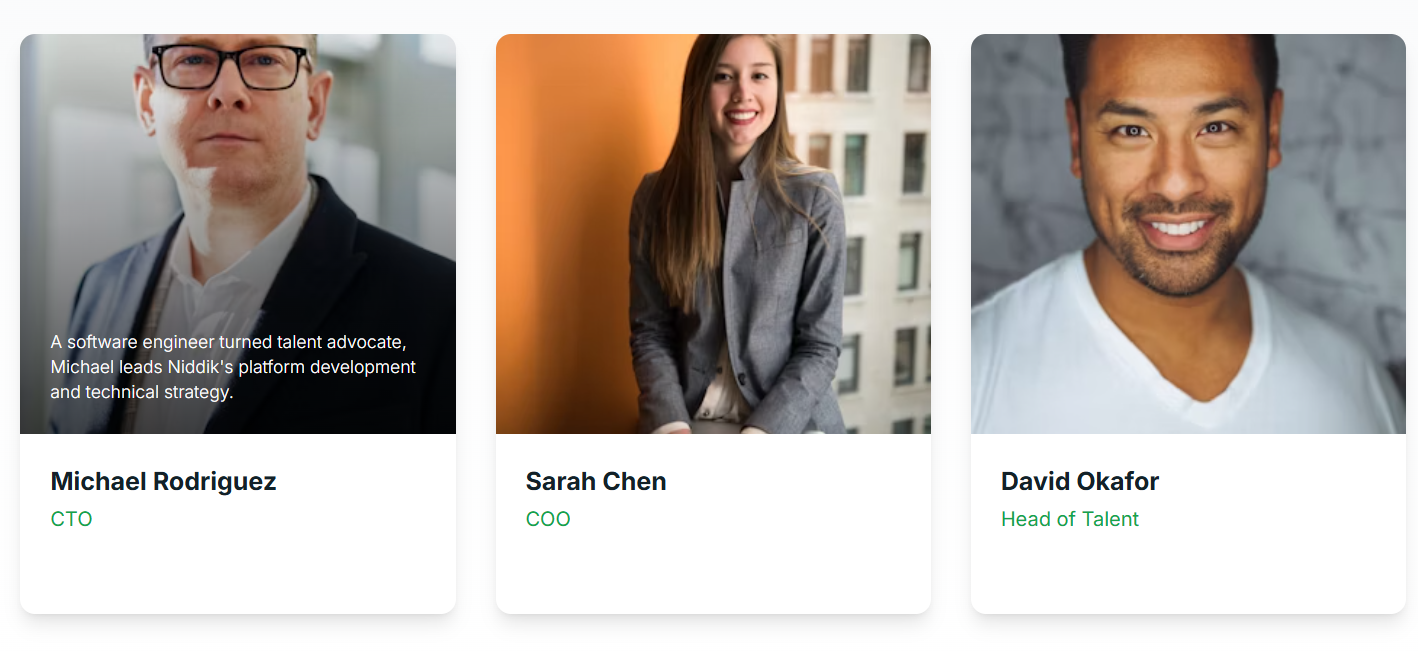 A software engineer turned talent advocate,
Michael leads Niddik's platform development
and technical strategy.
Michael Rodriguez
CTO
Sarah Chen
COO
David Okafor
Head of Talent